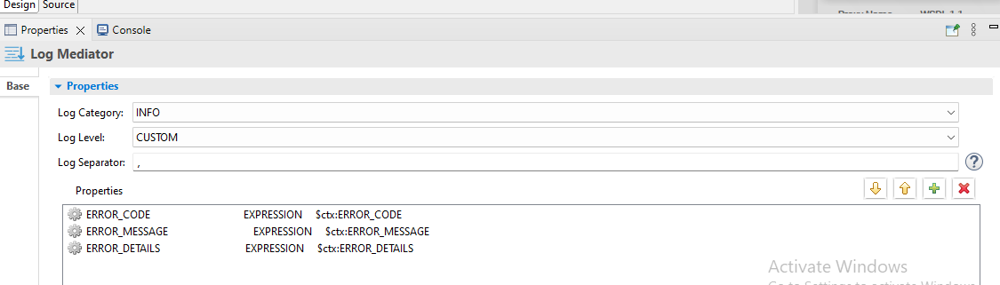 Design Source
Proxy Home WSDL 1.1
Properties Console
Log Mediator
Base
Properties
Log Category: INFO
Log Level: CUSTOM
Log Separator: ,
Properties
ERROR_CODE EXPRESSION $ctx:ERROR_CODE
ERROR_MESSAGE EXPRESSION $ctx:ERROR_MESSAGE
ERROR_DETAILS EXPRESSION $ctx:ERROR_DETAILS
Activate Windows
Go to Settings to activate Windows